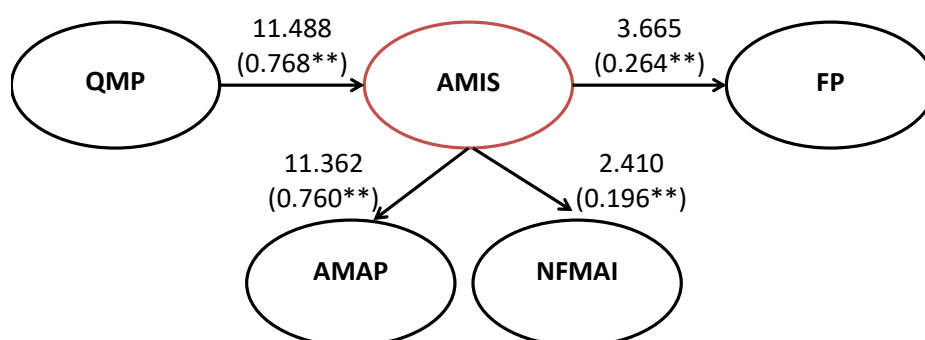 11.488
(0.768**)
3.665
(0.264**)
QMP
AMIS
FP
11.362
(0.760**)
2.410
(0.196**)
AMAP
NFMAI